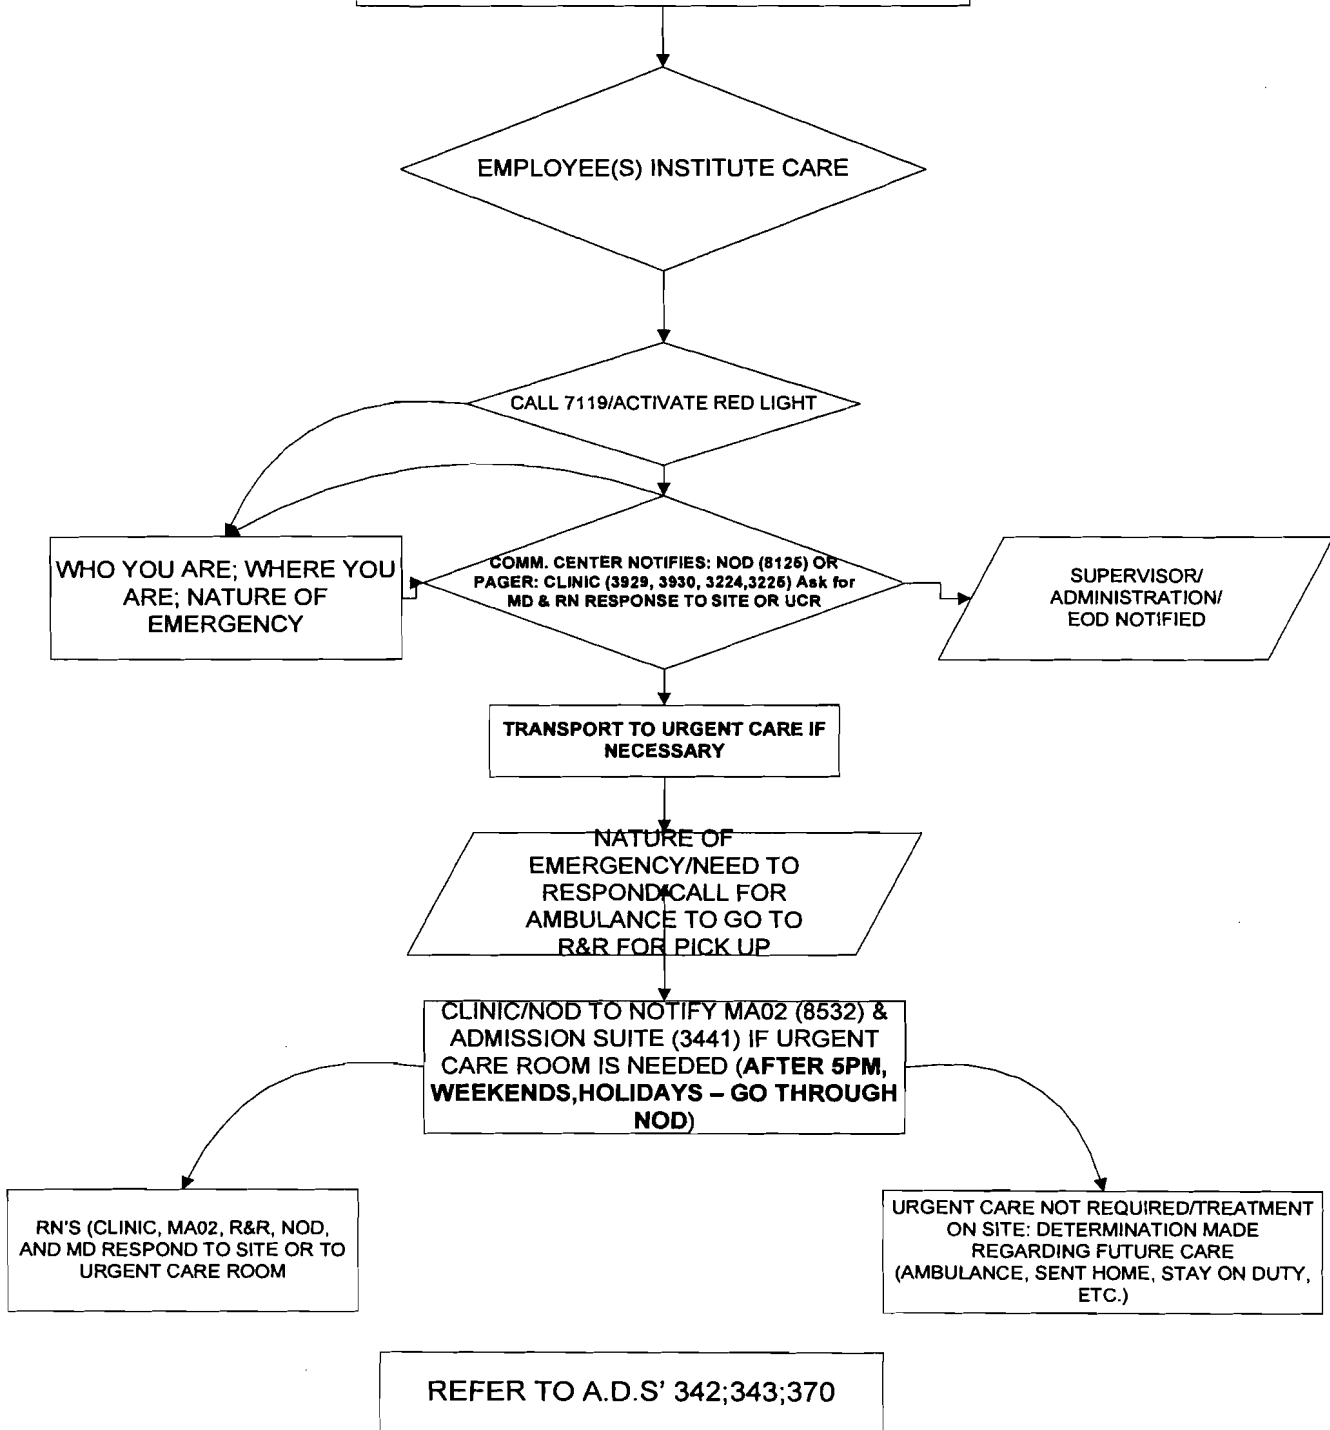 EMPLOYEE(S) INSTITUTE CARE
CALL 7119/ACTIVATE RED LIGHT
WHO YOU ARE; WHERE YOU
ARE; NATURE OF
EMERGENCY
COMM. CENTER NOTIFIES: NOD (8125) OR
PAGER: CLINIC (3929, 3930, 3224,3225) Ask for
MD & RN RESPONSE TO SITE OR UCR
SUPERVISOR/
ADMINISTRATION/
EOD NOTIFIED
TRANSPORT TO URGENT CARE IF
NECESSARY
NATURE OF
EMERGENCY/NEED TO
RESPOND/CALL FOR
AMBULANCE TO GO TO
R&R FOR PICK UP
CLINIC/NOD TO NOTIFY MA02 (8532) &
ADMISSION SUITE (3441) IF URGENT
CARE ROOM IS NEEDED (AFTER 5PM,
WEEKENDS,HOLIDAYS – GO THROUGH
NOD)
RN'S (CLINIC, MA02, R&R, NOD,
AND MD RESPOND TO SITE OR TO
URGENT CARE ROOM
URGENT CARE NOT REQUIRED/TREATMENT
ON SITE: DETERMINATION MADE
REGARDING FUTURE CARE
(AMBULANCE, SENT HOME, STAY ON DUTY,
ETC.)
REFER TO A.D.S' 342;343;370